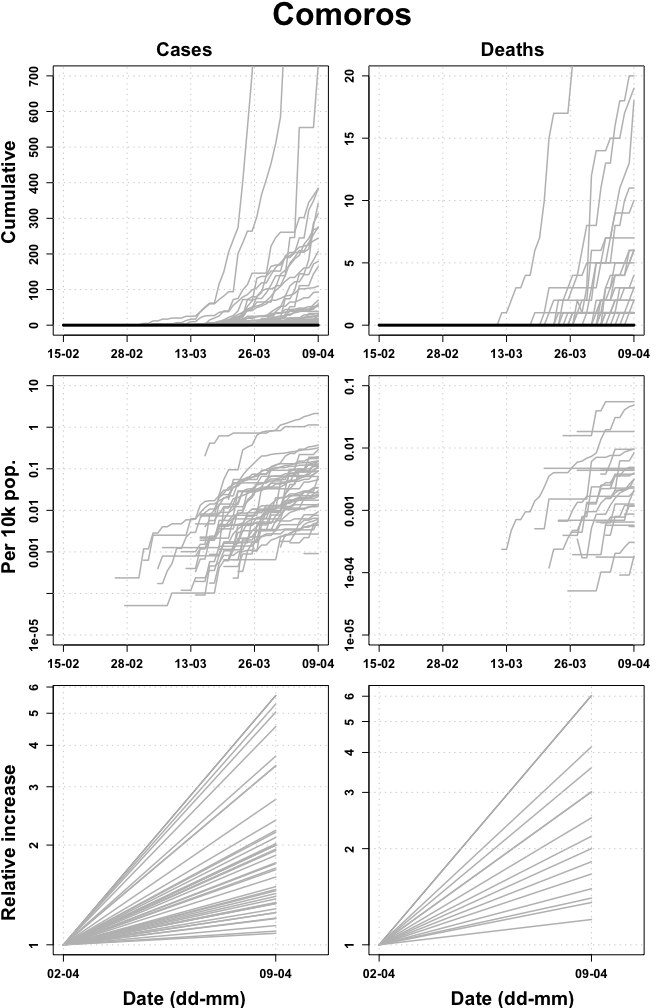 Comoros
Cases
Deaths
Cumulative
700
600
500
400
300
200
100
0
15-02 28-02 13-03 26-03 09-04
20
15
10
5
0
15-02 28-02 13-03 26-03 09-04
Per 10k pop.
10
1
0.1
0.01
0.001
1e-05
15-02 28-02 13-03 26-03 09-04
0.1
0.01
0.001
1e-04
1e-05
15-02 28-02 13-03 26-03 09-04
Relative increase
6
5
4
3
2
1
02-04 09-04
Date (dd-mm)
6
5
4
3
2
1
02-04 09-04
Date (dd-mm)